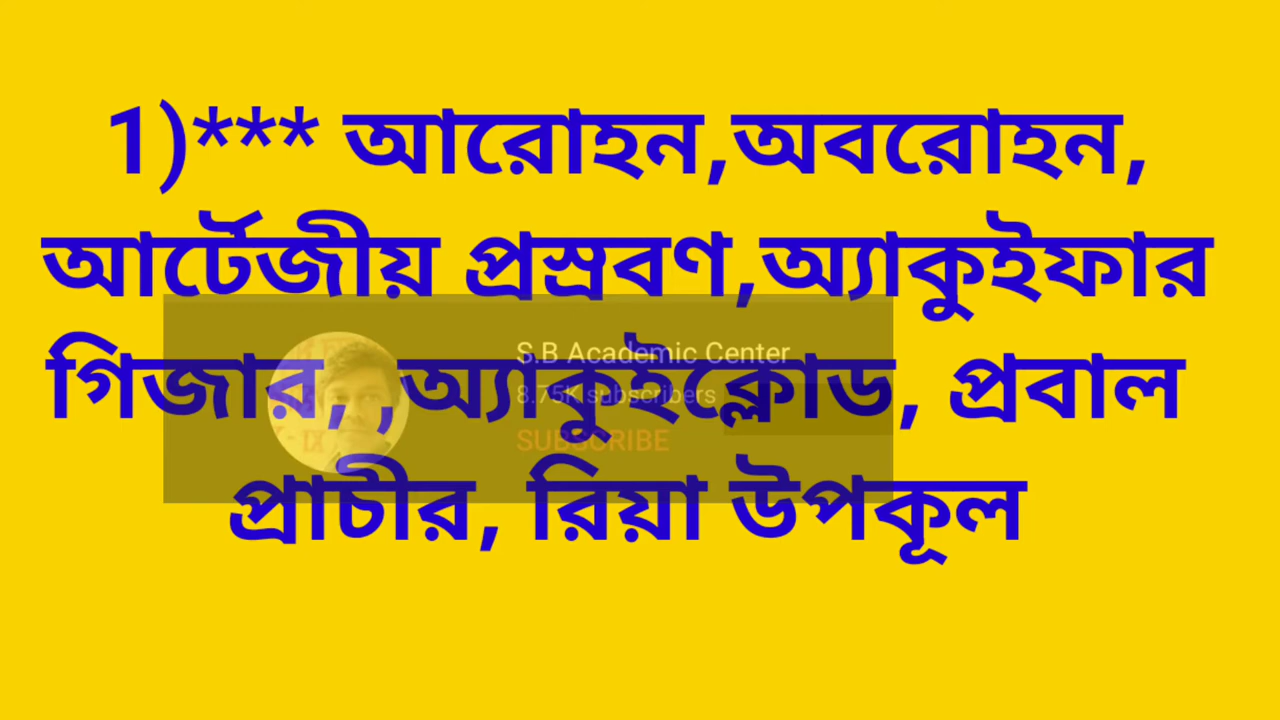 1)*** আরোহন,অবরোহন,
আর্টেজীয় প্রস্রবণ,অ্যাকুইফার
গিজার, ,অ্যাকুইক্লোড, প্রবাল
প্রাচীর, রিয়া উপকূল
S.B Academic Center
8.75K subscribers
SUBSCRIBE